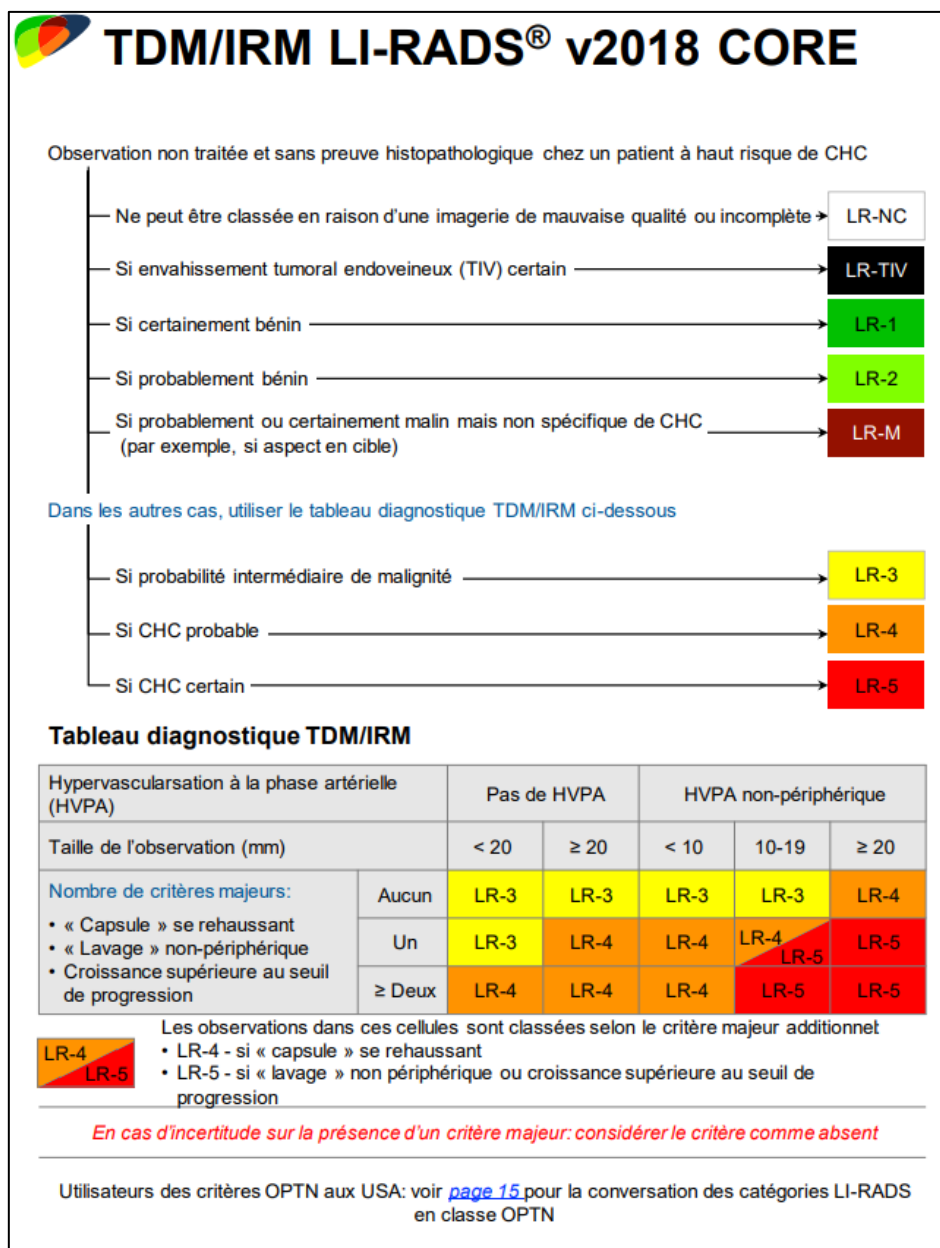 TDM/IRM LI-RADS® v2018 CORE
Observation non traitée et sans preuve histopathologique chez un patient à haut risque de CHC
Ne peut être classée en raison d'une imagerie de mauvaise qualité ou incomplète
LR-NC
Si envahissement tumoral endoveineux (TIV) certain
LR-TIV
Si certainement bénin
LR-1
Si probablement bénin
LR-2
Si probablement ou certainement malin mais non spécifique de CHC
(par exemple, si aspect en cible)
LR-M
Dans les autres cas, utiliser le tableau diagnostique TDM/IRM ci-dessous
Si probabilité intermédiaire de malignité
LR-3
Si CHC probable
LR-4
Si CHC certain
LR-5
Tableau diagnostique TDM/IRM
Hypervascularsation à la phase artérielle
(HVPA)
Pas de HVPA
HVPA non-périphérique
Taille de l'observation (mm)
< 20
≥ 20
< 10
10-19
≥ 20
Nombre de critères majeurs:
• « Capsule » se rehaussant
• « Lavage » non-périphérique
• Croissance supérieure au seuil
de progression
Aucun
LR-3
LR-3
LR-3
LR-3
LR-4
Un
LR-3
LR-4
LR-4
LR-4
LR-5
LR-5
≥ Deux
LR-4
LR-4
LR-4
LR-5
LR-5
LR-4
LR-5
Les observations dans ces cellules sont classées selon le critère majeur additionnet
• LR-4 - si « capsule » se rehaussant
• LR-5 - si « lavage » non périphérique ou croissance supérieure au seuil de
progression
En cas d'incertitude sur la présence d'un critère majeur: considérer le critère comme absent
Utilisateurs des critères OPTN aux USA: voir page 15 pour la conversation des catégories LI-RADS
en classe OPTN